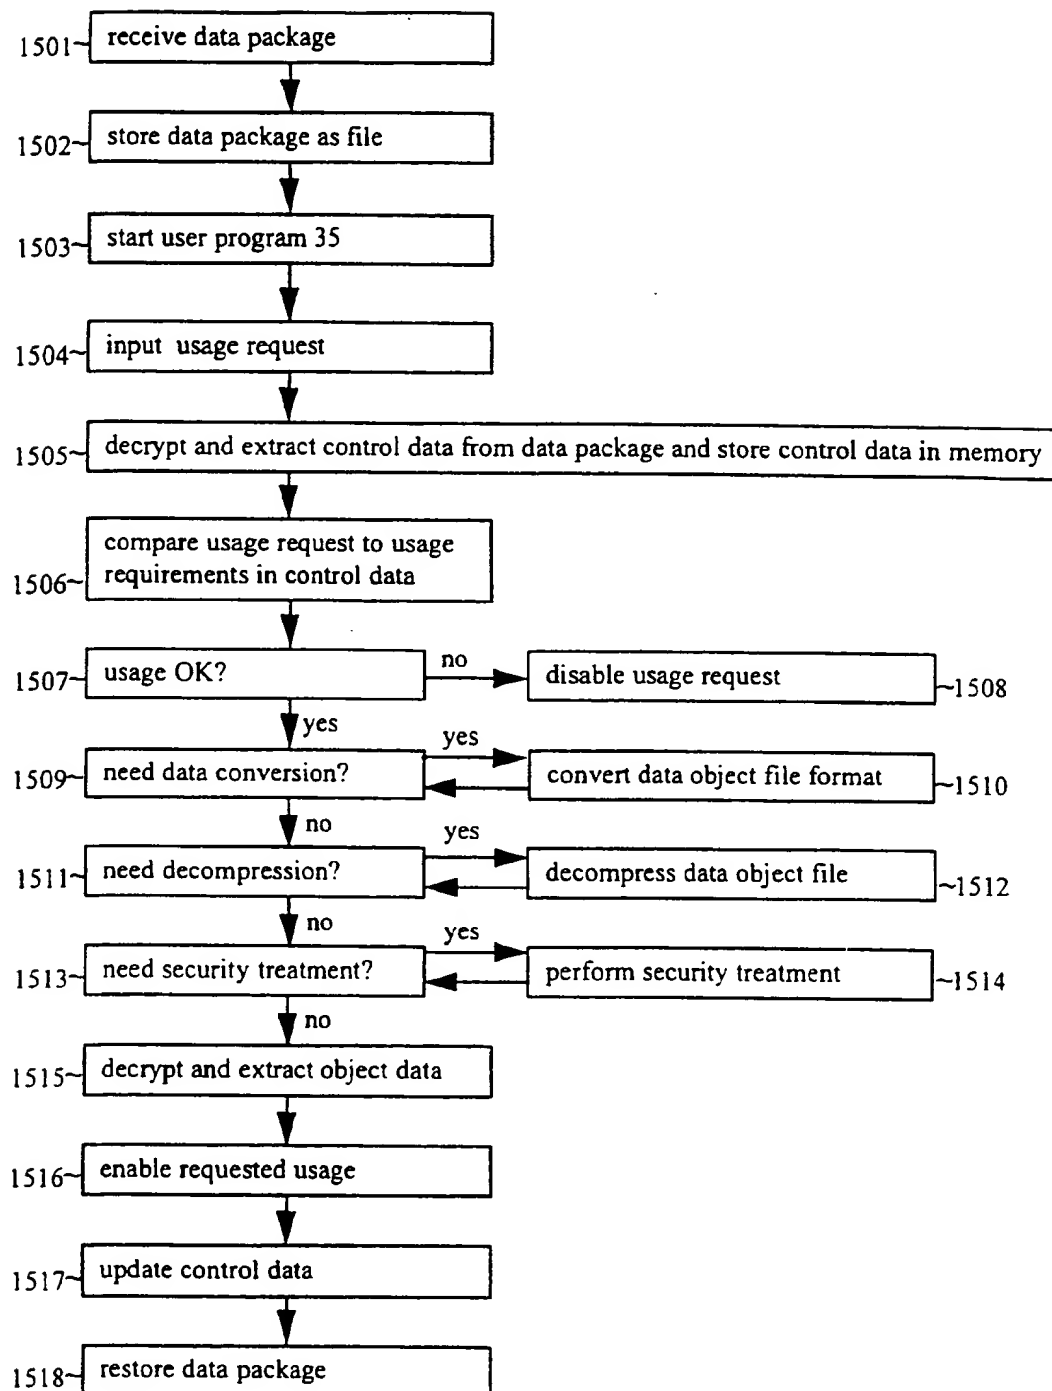 1501~ receive data package
1502~ store data package as file
1503~ start user program 35
1504~ input usage request
1505~ decrypt and extract control data from data package and store control data in memory
compare usage request to usage
1506~ requirements in control data
1507~ usage OK? no disable usage request ~1508
yes
yes
1509~ need data conversion? convert data object file format ~1510
no
yes
1511~ need decompression? decompress data object file ~1512
no
yes
1513~ need security treatment? perform security treatment ~1514
no
1515~ decrypt and extract object data
1516~ enable requested usage
1517~ update control data
1518~ restore data package